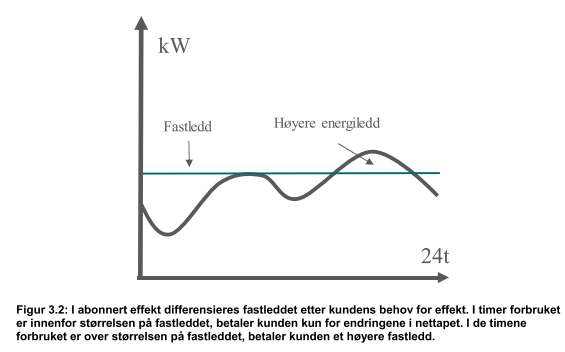 kW
Fastledd
Høyere energiledd
24t
Figur 3.2: I abonnert effekt differensieres fastleddet etter kundens behov for effekt. I timer forbruket
er innenfor størrelsen på fastleddet, betaler kunden kun for endringene i nettapet. I de timene
forbruket er over størrelsen på fastleddet, betaler kunden et høyere fastledd.